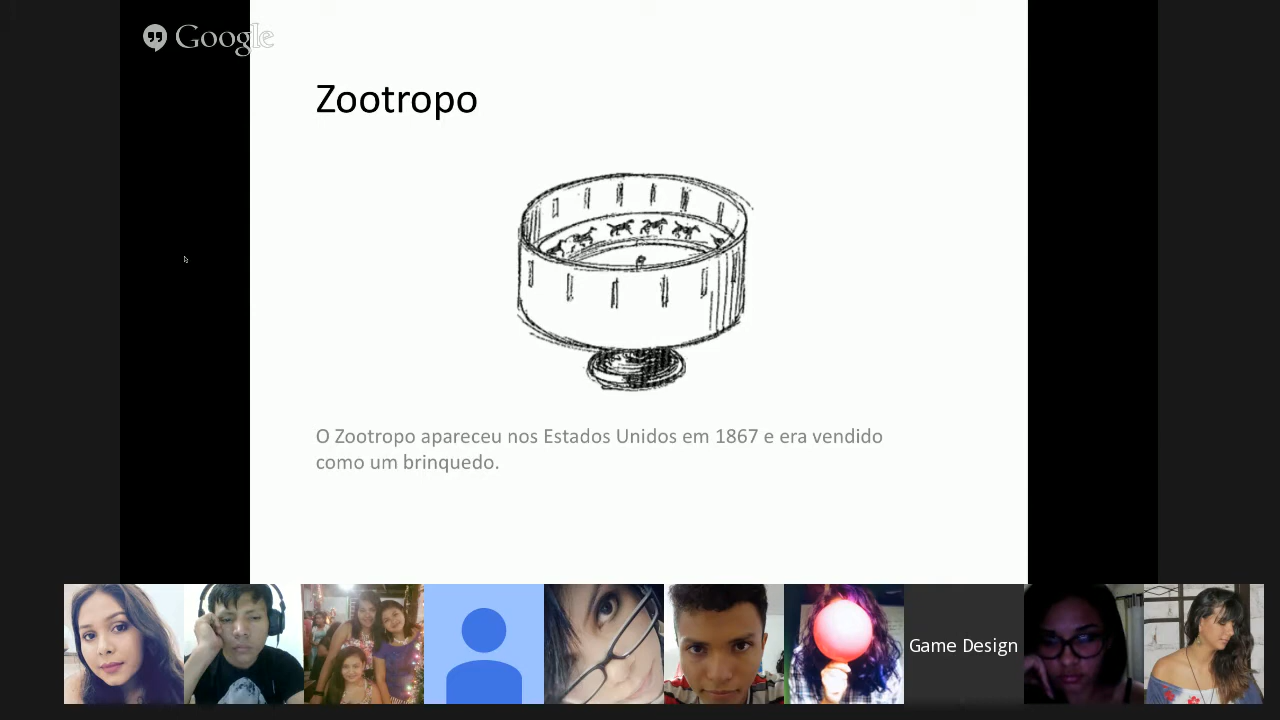 Google
Zootropo
O Zootropo apareceu nos Estados Unidos em 1867 e era vendido
como um brinquedo.
Game Design